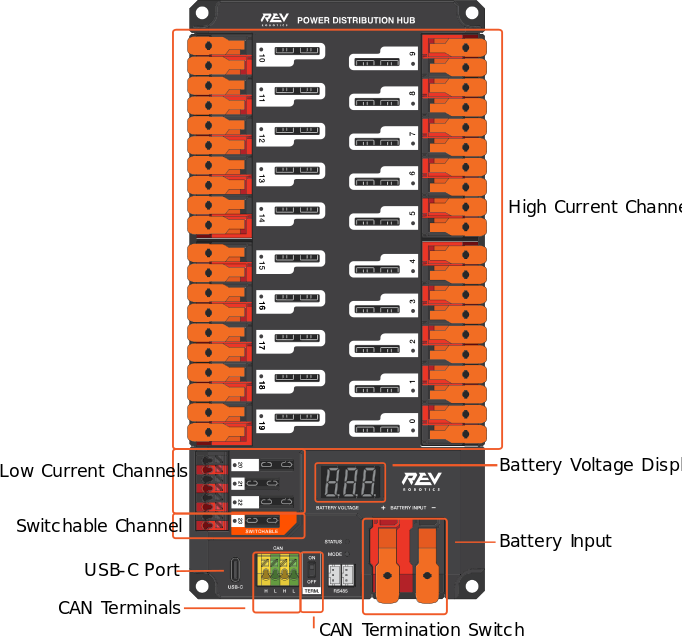 REV
ROBOTICS
POWER DISTRIBUTION HUB
10
9
11
8
12
7
13
6
14
5
15
4
16
3
17
2
18
1
19
0
High Current Channe
Low Current Channels
20
21
22
Switchable Channel
23
SWITCHABLE
BATTERY VOLTAGE
REV
ROBOTICS
+ BATTERY INPUT −
Battery Voltage Displ
Battery Input
USB-C Port
USB-C
CAN
H L H L
STATUS
MODE
ON
OFF
TERM.
RS485
CAN Terminals
CAN Termination Switch